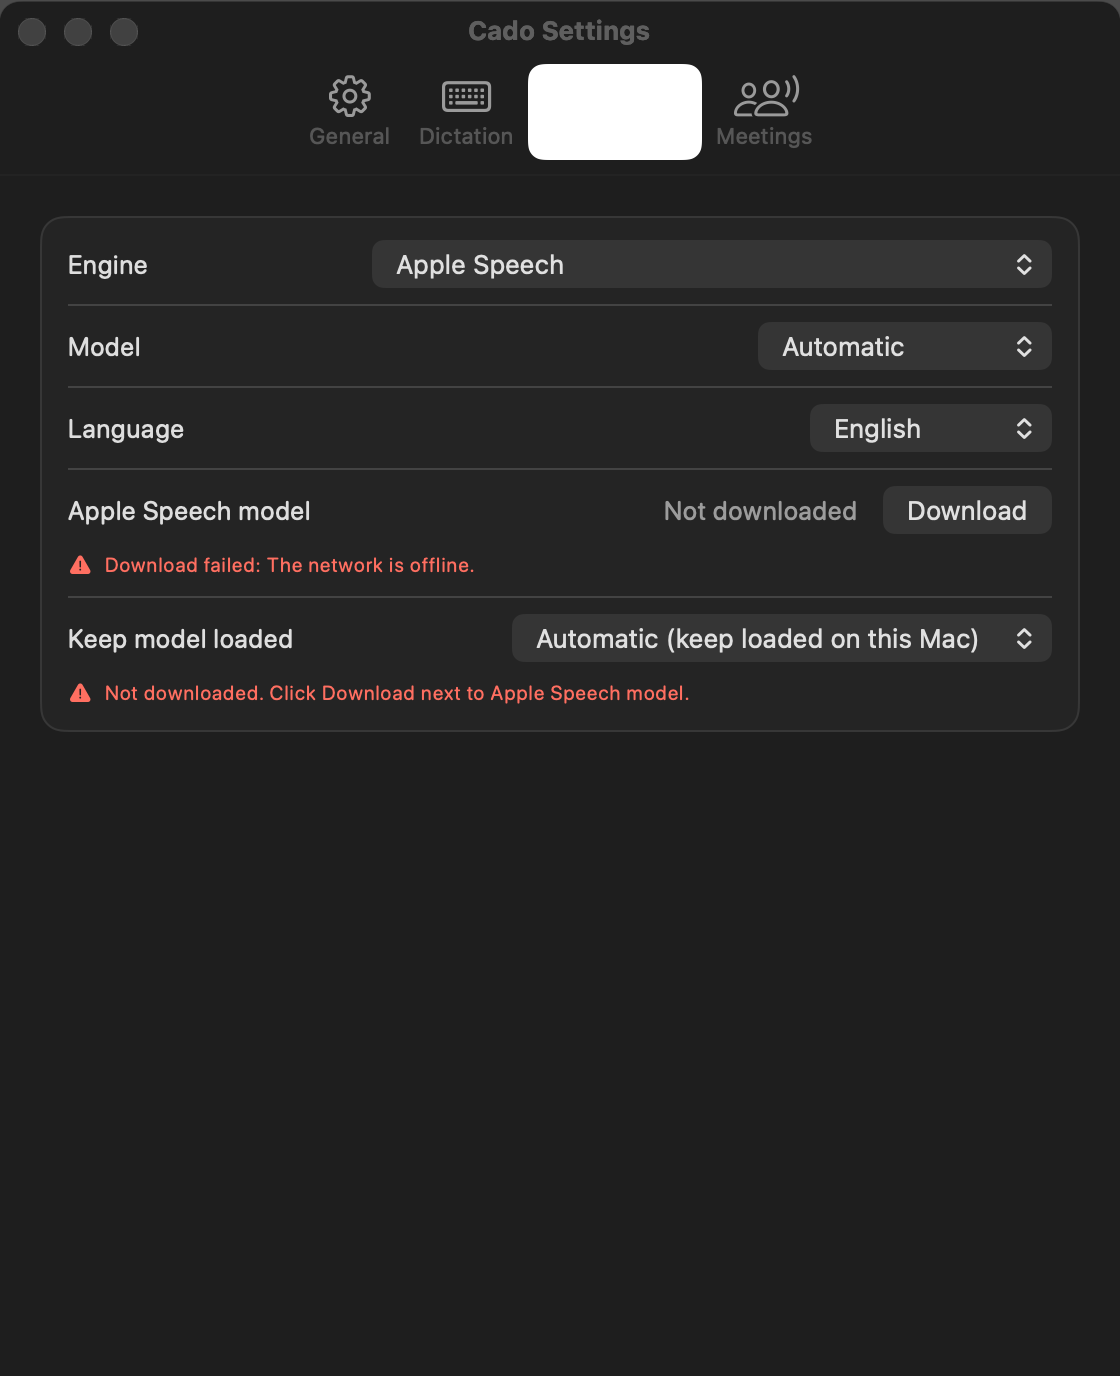 Cado Settings
General
Dictation
Meetings
Engine
Apple Speech
Model
Automatic
Language
English
Apple Speech model
Not downloaded
Download
Download failed: The network is offline.
Keep model loaded
Automatic (keep loaded on this Mac)
Not downloaded. Click Download next to Apple Speech model.